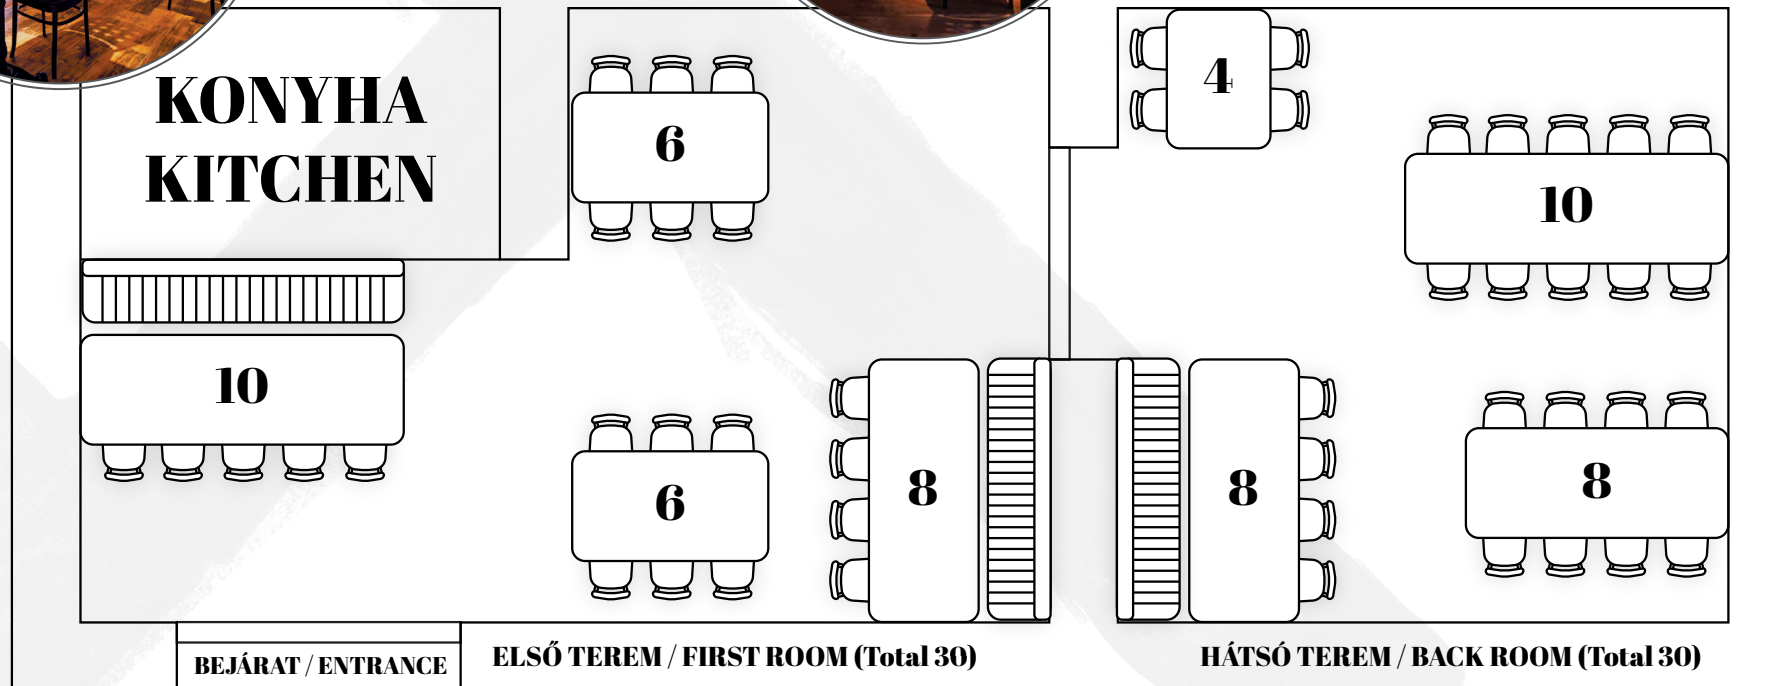 KONYHA
KITCHEN
6
4
10
10
6
8
8
8
BEJÁRAT / ENTRANCE
ELSŐ TEREM / FIRST ROOM (Total 30)
HÁTSÓ TEREM / BACK ROOM (Total 30)